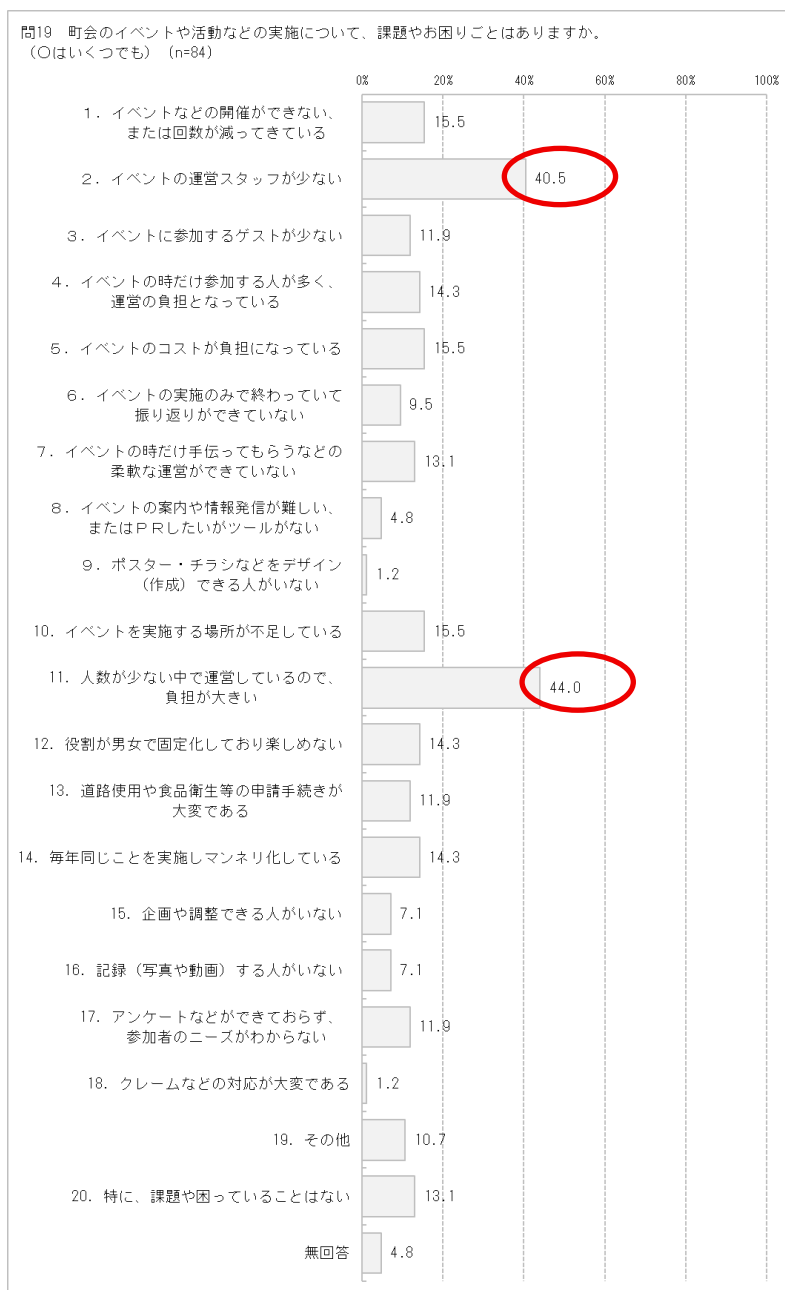 問19 町会のイベントや活動などの実施について、課題やお困りごとはありますか。
(〇はいくつでも) (n=84)
0% 20% 40% 60% 80% 100%
1. イベントなどの開催ができない、
または回数が減ってきている
15.5
2. イベントの運営スタッフが少ない
40.5
3. イベントに参加するゲストが少ない
11.9
4. イベントの時だけ参加する人が多く、
運営の負担となっている
14.3
5. イベントのコストが負担になっている
15.5
6. イベントの実施のみで終わっていて
振り返りができていない
9.5
7. イベントの時だけ手伝ってもらうなどの
柔軟な運営ができていない
13.1
8. イベントの案内や情報発信が難しい、
またはPRしたいがツールがない
4.8
9. ポスター・チラシなどをデザイン
(作成)できる人がいない
1.2
10. イベントを実施する場所が不足している
15.5
11. 人数が少ない中で運営しているので、
負担が大きい
44.0
12. 役割が男女で固定化しており楽しめない
14.3
13. 道路使用や食品衛生等の申請手続きが
大変である
11.9
14. 毎年同じことを実施しマンネリ化している
14.3
15. 企画や調整できる人がいない
7.1
16. 記録(写真や動画)する人がいない
7.1
17. アンケートなどができておらず、
参加者のニーズがわからない
11.9
18. クレームなどの対応が大変である
1.2
19. その他
10.7
20. 特に、課題や困っていることはない
13.1
無回答
4.8